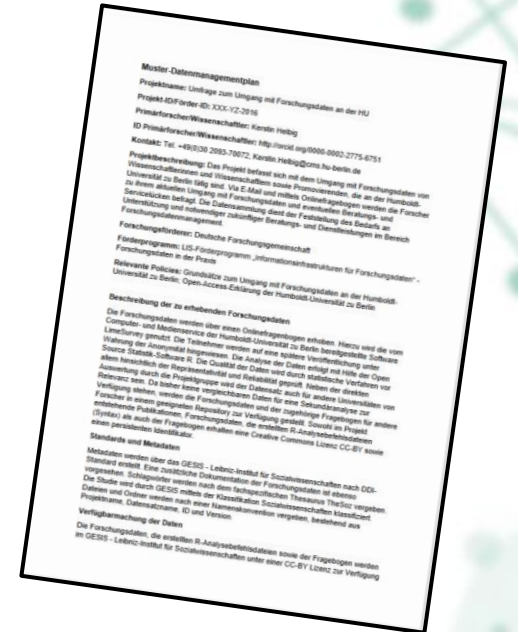 Muster-Datenmanagementplan
Projektname: Umfrage zum Umgang mit Forschungsdaten an der HU
Projekt-ID/Förder-ID: XXX-YZ-2016
Primärforscher/Wissenschaftler: Kerstin Helbig
ID Primärforscher/Wissenschaftler: http://orcid.org/0000-0002-2775-6751
Kontakt: Tel. +49(0)30 2093-70072, Kerstin.Helbig@cms.hu-berlin.de
Projektbeschreibung: Das Projekt befasst sich mit dem Umgang mit Forschungsdaten von
Wissenschaftlerinnen und Wissenschaftlern sowie Promovierenden, die an der Humboldt-
Universität zu Berlin tätig sind. Via E-Mail und mittels Onlinefragebogen werden die Forscher
zu ihrem aktuellen Umgang mit Forschungsdaten und eventuellen Beratungs- und
Servicelücken befragt. Die Datensammlung dient der Feststellung des Bedarfs an
Unterstützung und notwendiger zukünftiger Beratungs- und Dienstleistungen im Bereich
Forschungsdatenmanagement.
Forschungsförderer: Deutsche Forschungsgemeinschaft
Förderprogramm: LIS-Förderprogramm „Informationsinfrastrukturen für Forschungsdaten“ -
Forschungsdaten in der Praxis
Relevante Policies: Grundsätze zum Umgang mit Forschungsdaten an der Humboldt-
Universität zu Berlin; Open-Access-Erklärung der Humboldt-Universität zu Berlin
Beschreibung der zu erhebenden Forschungsdaten
Die Forschungsdaten werden über einen Onlinefragenbogen erhoben. Hierzu wird die vom
Computer- und Medienservice der Humboldt-Universität zu Berlin bereitgestellte Software
LimeSurvey genutzt. Die Teilnehmer werden auf eine spätere Veröffentlichung unter
Wahrung der Anonymität hingewiesen. Die Analyse der Daten erfolgt mit Hilfe der Open
Source Statistik-Software R. Die Qualität der Daten wird durch statistische Verfahren vor
allem hinsichtlich der Repräsentativität und Reliabilität geprüft. Neben der direkten
Auswertung durch die Projektgruppe wird der Datensatz auch für andere Universitäten von
Relevanz sein. Da bisher keine vergleichbaren Daten für eine Sekundäranalyse zur
Verfügung stehen, werden die Forschungsdaten und der zugehörige Fragebogen für andere
Forscher in einem geeigneten Repository zur Verfügung gestellt. Sowohl im Projekt
entstehende Publikationen, Forschungsdaten, die erstellten R-Analysebefehlsdateien
(Syntax) als auch der Fragebogen erhalten eine Creative Commons Lizenz CC-BY sowie
einen persistenten Identifikator.
Standards und Metadaten
Metadaten werden über das GESIS - Leibniz-Institut für Sozialwissenschaften nach DDI-
Standard erstellt. Eine zusätzliche Dokumentation der Forschungsdaten ist ebenso
vorgesehen. Schlagwörter werden nach dem fachspezifischen Thesaurus TheSoz vergeben.
Die Studie wird durch GESIS mittels der Klassifikation Sozialwissenschaften klassifiziert.
Dateien und Ordner werden nach einer Namenskonvention vergeben, bestehend aus
Projektname, Datensatzname, ID und Version.
Verfügbarmachung der Daten
Die Forschungsdaten, die erstellten R-Analysebefehlsdateien sowie der Fragebogen werden
im GESIS - Leibniz-Institut für Sozialwissenschaften unter einer CC-BY Lizenz zur Verfügung